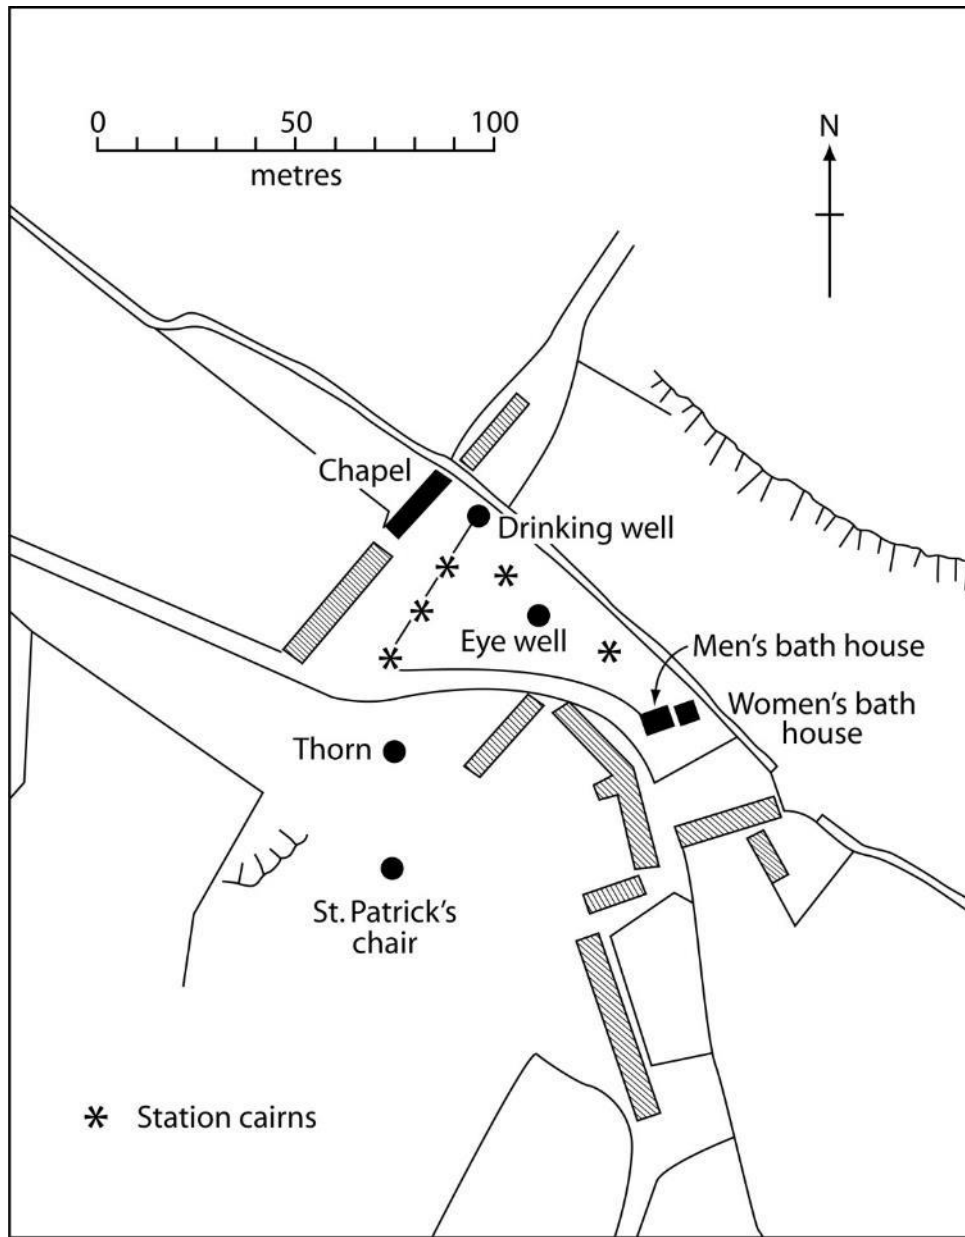 0 50 100
metres
N
Chapel
Drinking well
Eye well
Men’s bath house
Women’s bath
house
Thorn
St. Patrick’s
chair
* Station cairns